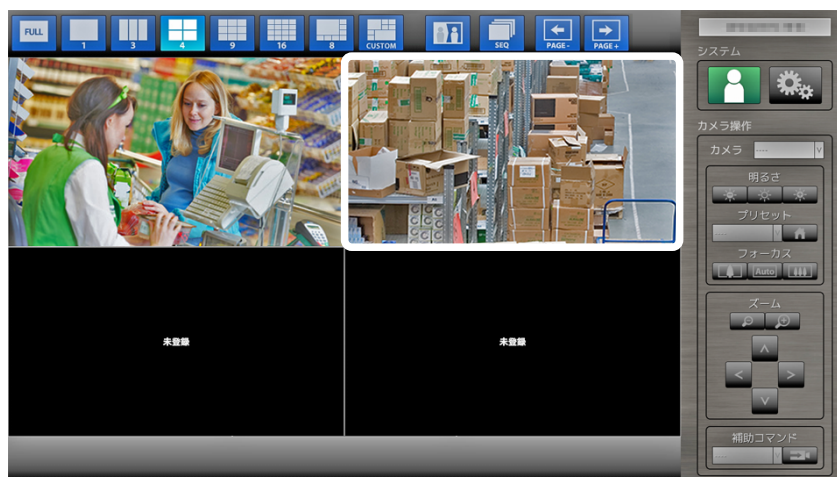 FULL
1
3
4
9
16
8
CUSTOM
SEQ
PAGE -
PAGE +
システム
カメラ操作
カメラ
----
明るさ
プリセット
フォーカス
Auto
ズーム
補助コマンド
----
未登録
未登録